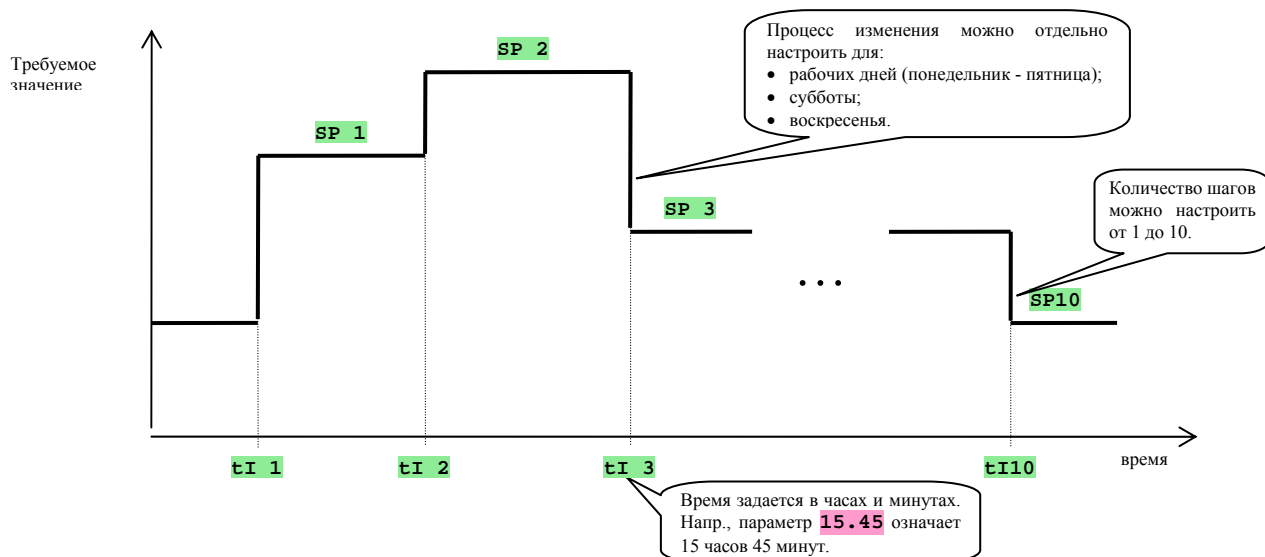 Требуемое
значение
SP 1
SP 2
Процесс изменения можно отдельно
настроить для:
• рабочих дней (понедельник - пятница);
• субботы;
• воскресенья.
SP 3
Количество шагов
можно настроить
от 1 до 10.
...
SP10
tI 1
tI 2
tI 3
tI10
время
Время задается в часах и минутах.
Напр., параметр 15.45 означает
15 часов 45 минут.